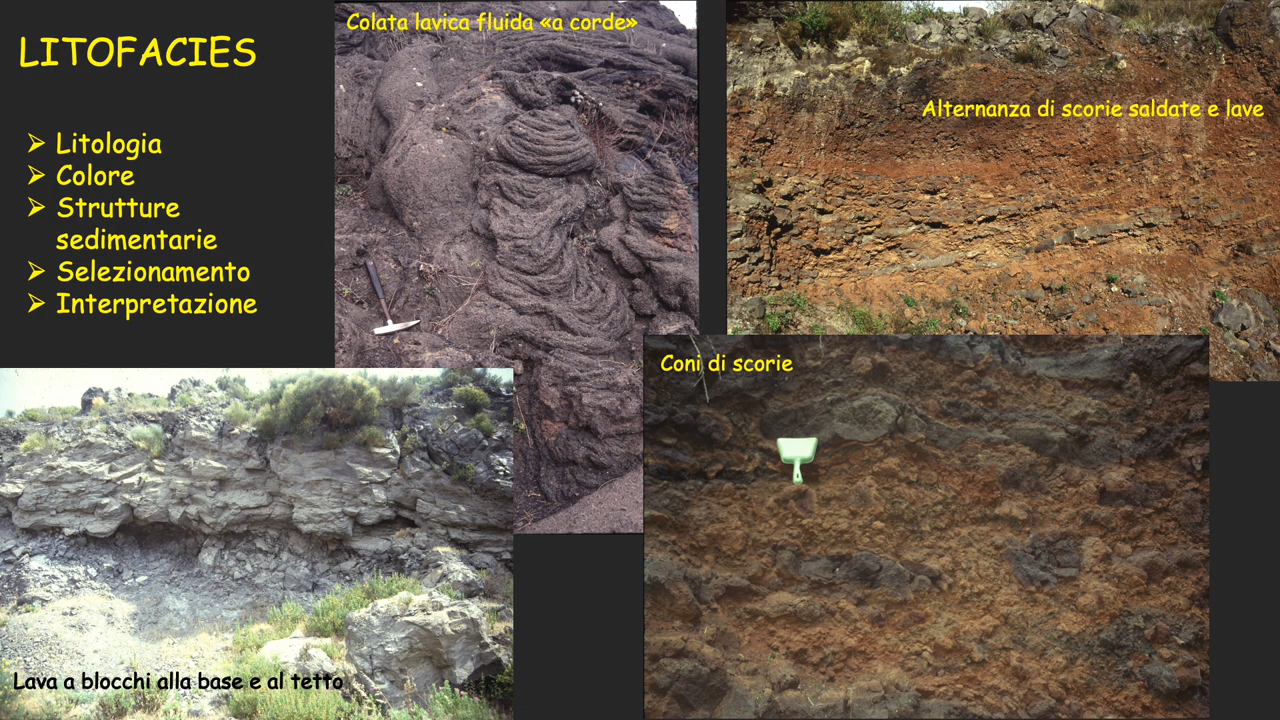 LITOFACIES
➢ Litologia
➢ Colore
➢ Strutture
sedimentarie
➢ Selezionamento
➢ Interpretazione
Colata lavica fluida «a corde»
Alternanza di scorie saldate e lave
Coni di scorie
Lava a blocchi alla base e al tetto